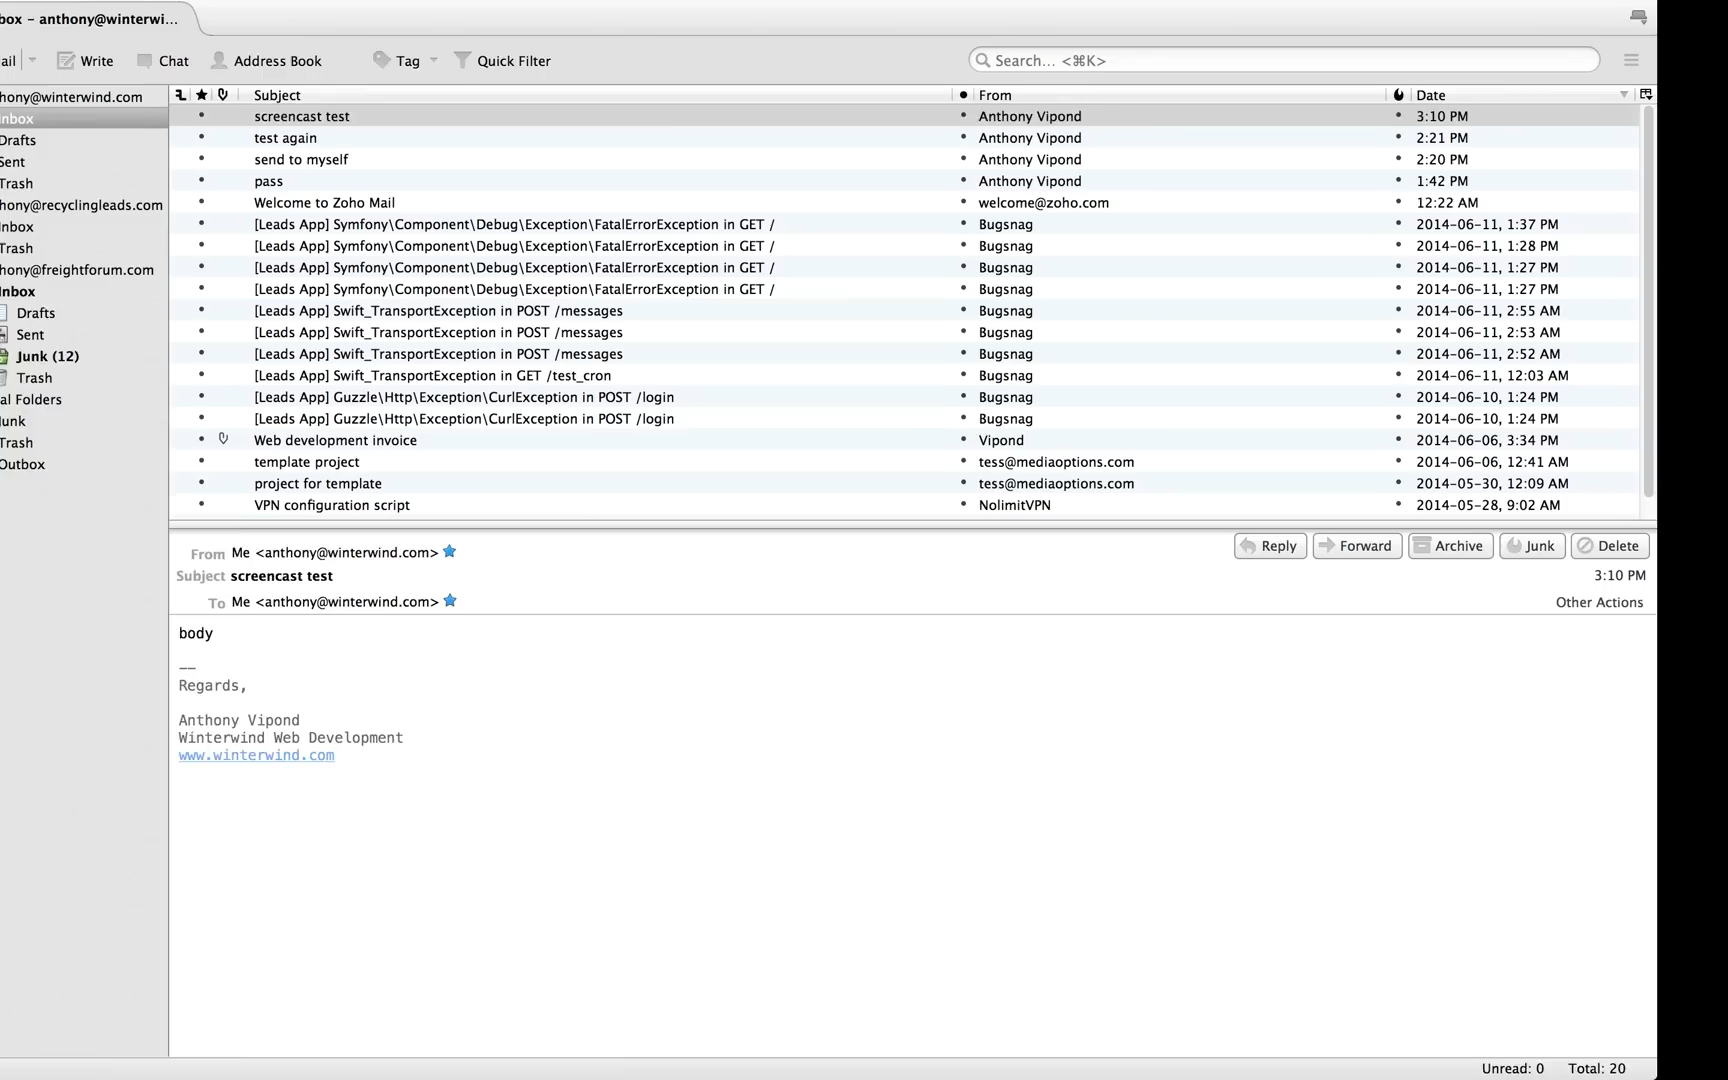 box – anthony@winterwi...
ail Write Chat Address Book Tag Quick Filter Search... <⌘K>
hony@winterwind.com
Inbox
Drafts
Sent
Trash
hony@recyclingleads.com
Inbox
Trash
hony@freightforum.com
Inbox
Drafts
Sent
Junk (12)
Trash
al Folders
Junk
Trash
Outbox
Subject From Date
screencast test Anthony Vipond 3:10 PM
test again Anthony Vipond 2:21 PM
send to myself Anthony Vipond 2:20 PM
pass Anthony Vipond 1:42 PM
Welcome to Zoho Mail welcome@zoho.com 12:22 AM
[Leads App] Symfony\Component\Debug\Exception\FatalErrorException in GET / Bugsnag 2014-06-11, 1:37 PM
[Leads App] Symfony\Component\Debug\Exception\FatalErrorException in GET / Bugsnag 2014-06-11, 1:28 PM
[Leads App] Symfony\Component\Debug\Exception\FatalErrorException in GET / Bugsnag 2014-06-11, 1:27 PM
[Leads App] Symfony\Component\Debug\Exception\FatalErrorException in GET / Bugsnag 2014-06-11, 1:27 PM
[Leads App] Swift_TransportException in POST /messages Bugsnag 2014-06-11, 2:55 AM
[Leads App] Swift_TransportException in POST /messages Bugsnag 2014-06-11, 2:53 AM
[Leads App] Swift_TransportException in POST /messages Bugsnag 2014-06-11, 2:52 AM
[Leads App] Swift_TransportException in GET /test_cron Bugsnag 2014-06-11, 12:03 AM
[Leads App] Guzzle\Http\Exception\CurlException in POST /login Bugsnag 2014-06-10, 1:24 PM
[Leads App] Guzzle\Http\Exception\CurlException in POST /login Bugsnag 2014-06-10, 1:24 PM
Web development invoice Vipond 2014-06-06, 3:34 PM
template project tess@mediaoptions.com 2014-06-06, 12:41 AM
project for template tess@mediaoptions.com 2014-05-30, 12:09 AM
VPN configuration script NolimitVPN 2014-05-28, 9:02 AM
From Me <anthony@winterwind.com> Reply Forward Archive Junk Delete
Subject screencast test 3:10 PM
To Me <anthony@winterwind.com> Other Actions
body
--
Regards,
Anthony Vipond
Winterwind Web Development
www.winterwind.com
Unread: 0 Total: 20